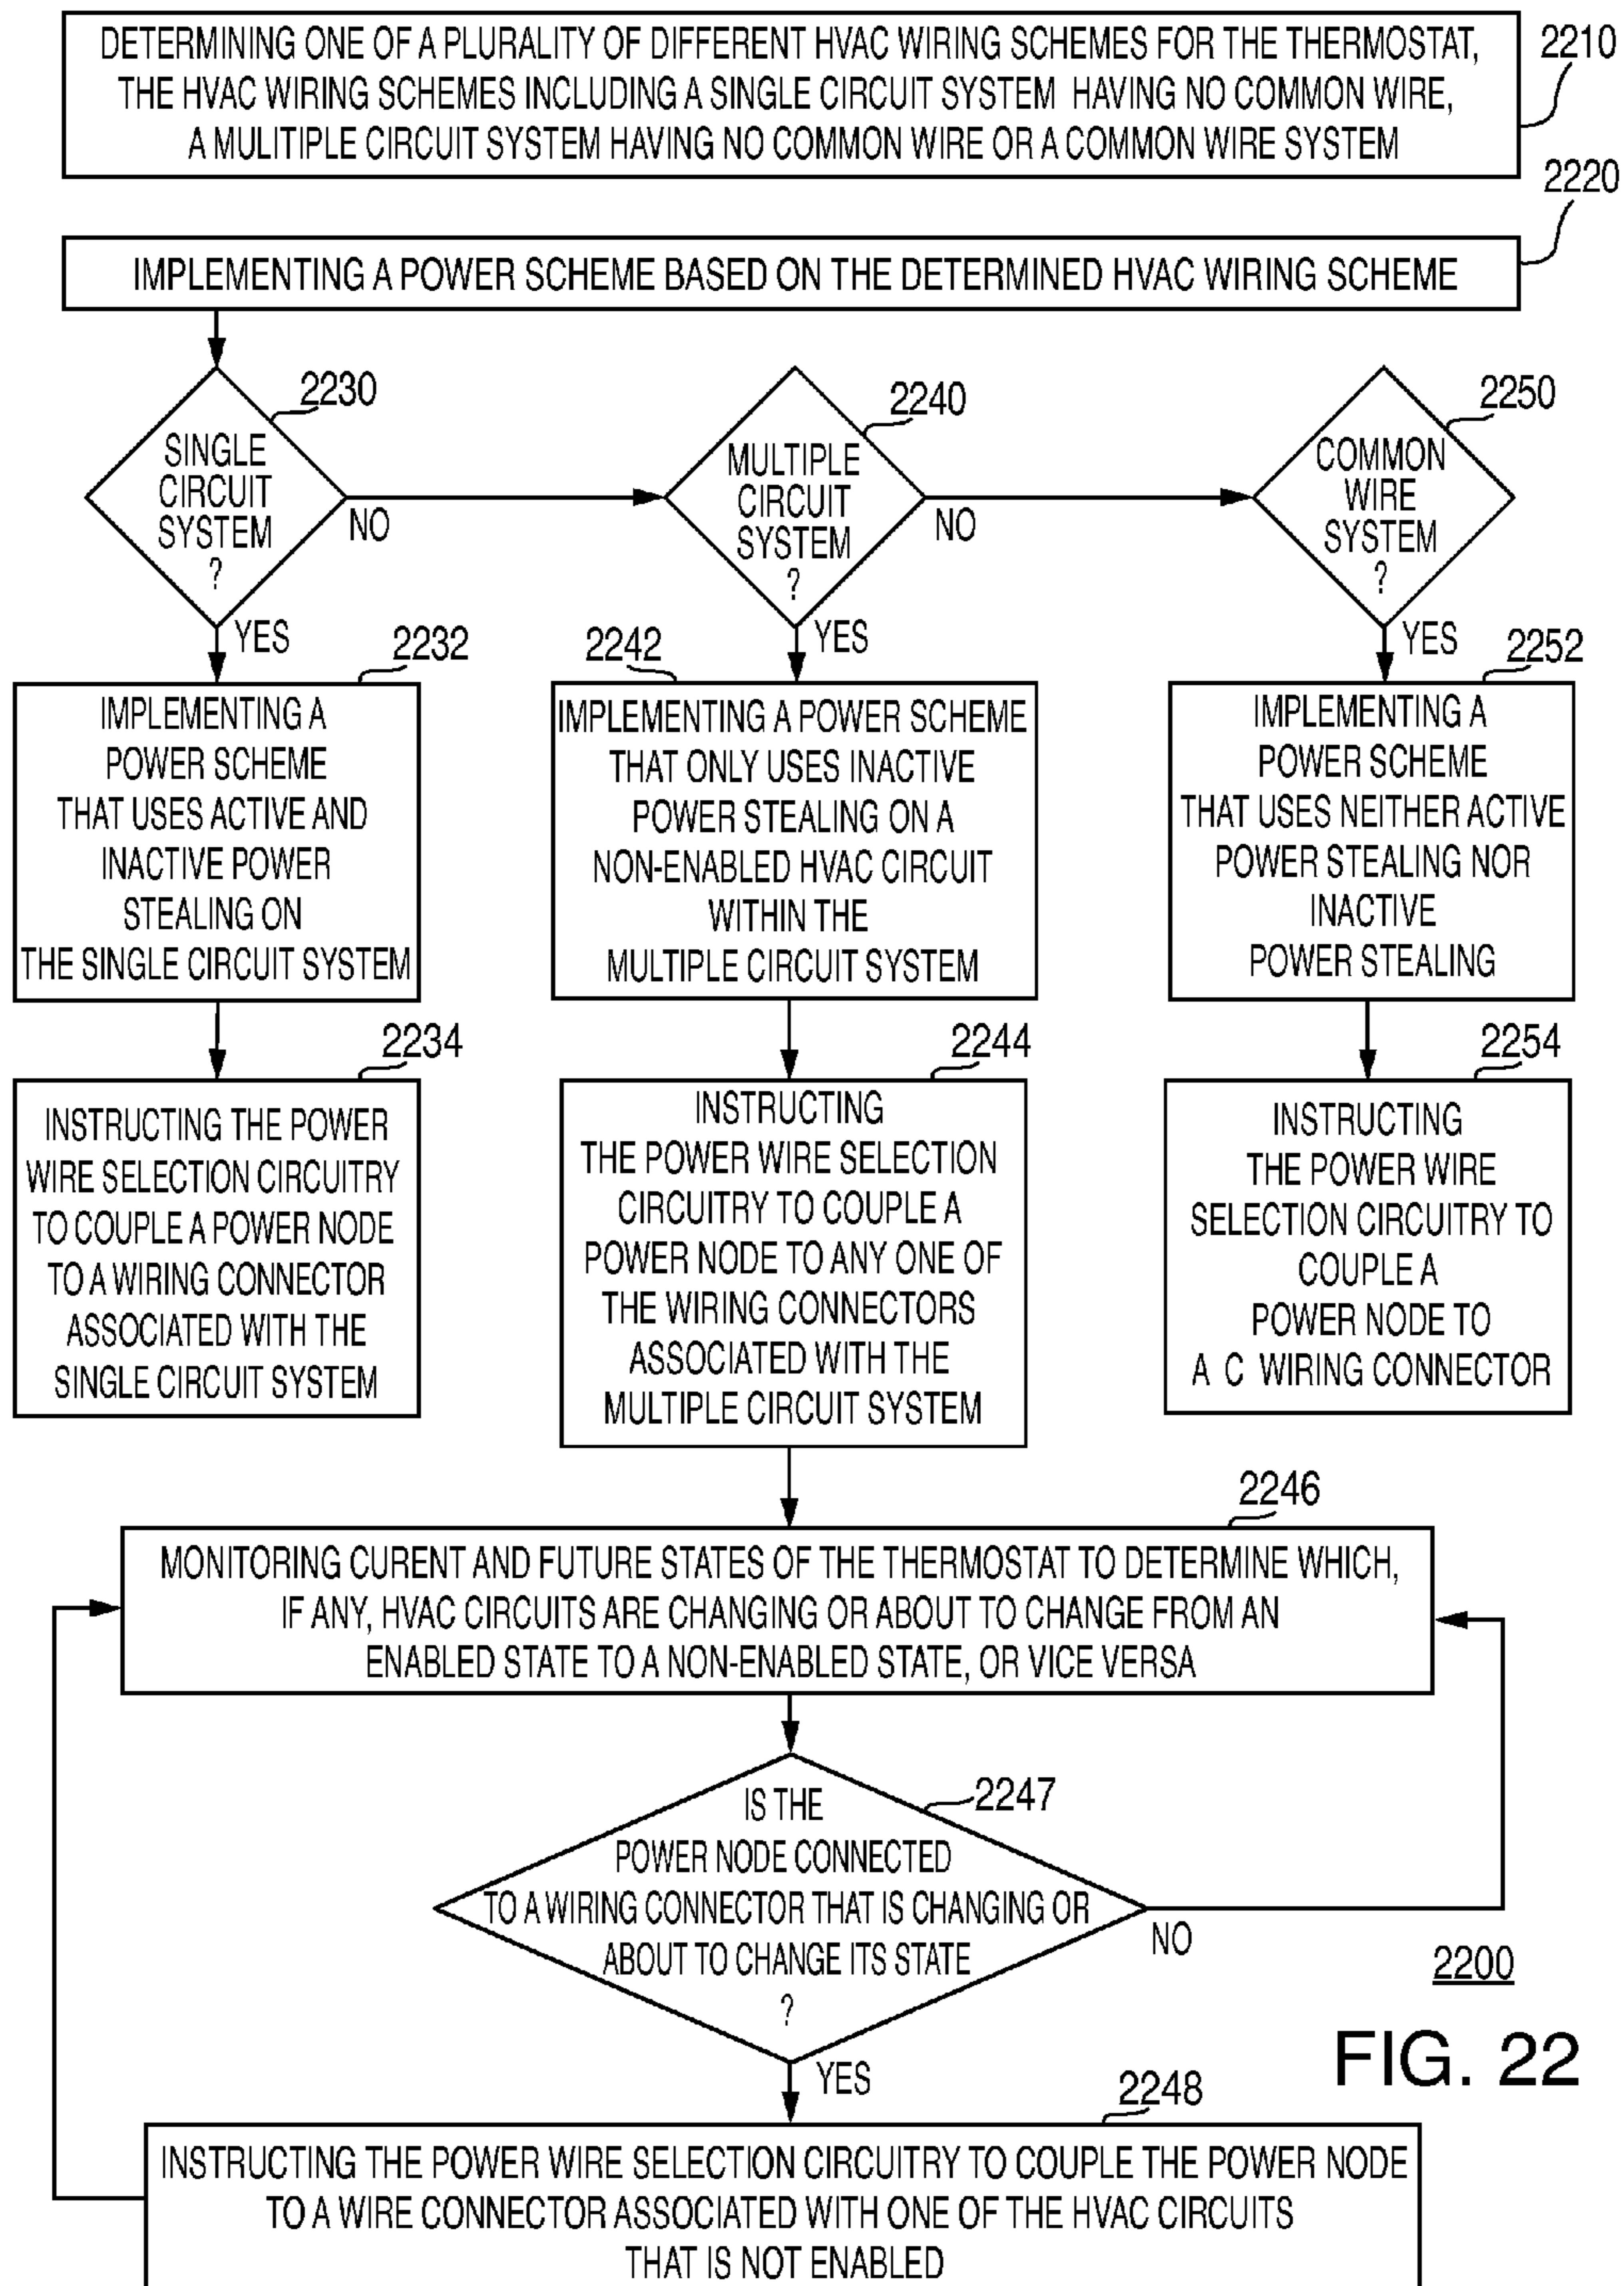 DETERMINING ONE OF A PLURALITY OF DIFFERENT HVAC WIRING SCHEMES FOR THE THERMOSTAT,
THE HVAC WIRING SCHEMES INCLUDING A SINGLE CIRCUIT SYSTEM HAVING NO COMMON WIRE,
A MULITIPLE CIRCUIT SYSTEM HAVING NO COMMON WIRE OR A COMMON WIRE SYSTEM
2210
2220
IMPLEMENTING A POWER SCHEME BASED ON THE DETERMINED HVAC WIRING SCHEME
2230
SINGLE
CIRCUIT
SYSTEM
?
NO
YES
2240
MULTIPLE
CIRCUIT
SYSTEM
?
NO
YES
2250
COMMON
WIRE
SYSTEM
?
YES
2232
IMPLEMENTING A
POWER SCHEME
THAT USES ACTIVE AND
INACTIVE POWER
STEALING ON
THE SINGLE CIRCUIT SYSTEM
2242
IMPLEMENTING A POWER SCHEME
THAT ONLY USES INACTIVE
POWER STEALING ON A
NON-ENABLED HVAC CIRCUIT
WITHIN THE
MULTIPLE CIRCUIT SYSTEM
2252
IMPLEMENTING A
POWER SCHEME
THAT USES NEITHER ACTIVE
POWER STEALING NOR
INACTIVE
POWER STEALING
2234
INSTRUCTING THE POWER
WIRE SELECTION CIRCUITRY
TO COUPLE A POWER NODE
TO A WIRING CONNECTOR
ASSOCIATED WITH THE
SINGLE CIRCUIT SYSTEM
2244
INSTRUCTING
THE POWER WIRE SELECTION
CIRCUITRY TO COUPLE A
POWER NODE TO ANY ONE OF
THE WIRING CONNECTORS
ASSOCIATED WITH THE
MULTIPLE CIRCUIT SYSTEM
2254
INSTRUCTING
THE POWER WIRE
SELECTION CIRCUITRY TO
COUPLE A
POWER NODE TO
A C WIRING CONNECTOR
2246
MONITORING CURENT AND FUTURE STATES OF THE THERMOSTAT TO DETERMINE WHICH,
IF ANY, HVAC CIRCUITS ARE CHANGING OR ABOUT TO CHANGE FROM AN
ENABLED STATE TO A NON-ENABLED STATE, OR VICE VERSA
2247
IS THE
POWER NODE CONNECTED
TO A WIRING CONNECTOR THAT IS CHANGING OR
ABOUT TO CHANGE ITS STATE
?
NO
YES
2200
FIG. 22
2248
INSTRUCTING THE POWER WIRE SELECTION CIRCUITRY TO COUPLE THE POWER NODE
TO A WIRE CONNECTOR ASSOCIATED WITH ONE OF THE HVAC CIRCUITS
THAT IS NOT ENABLED